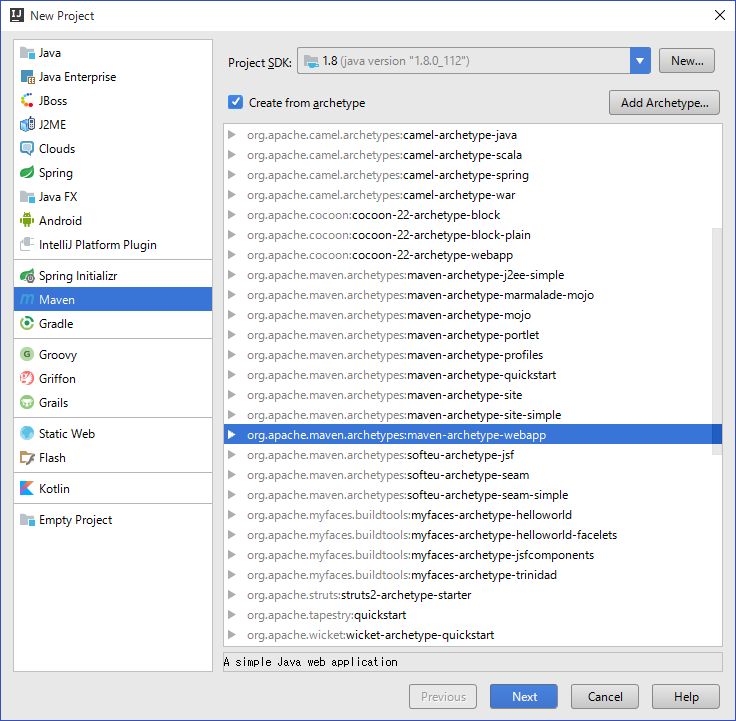 New Project
Java
Java Enterprise
JBoss
J2ME
Clouds
Spring
Java FX
Android
IntelliJ Platform Plugin
Spring Initializr
Maven
Gradle
Groovy
Griffon
Grails
Static Web
Flash
Kotlin
Empty Project
Project SDK: 1.8 (java version "1.8.0_112") New...
Create from archetype Add Archetype...
org.apache.camel.archetypes:camel-archetype-java
org.apache.camel.archetypes:camel-archetype-scala
org.apache.camel.archetypes:camel-archetype-spring
org.apache.camel.archetypes:camel-archetype-war
org.apache.cocoon:cocoon-22-archetype-block
org.apache.cocoon:cocoon-22-archetype-block-plain
org.apache.cocoon:cocoon-22-archetype-webapp
org.apache.maven.archetypes:maven-archetype-j2ee-simple
org.apache.maven.archetypes:maven-archetype-marmalade-mojo
org.apache.maven.archetypes:maven-archetype-mojo
org.apache.maven.archetypes:maven-archetype-portlet
org.apache.maven.archetypes:maven-archetype-profiles
org.apache.maven.archetypes:maven-archetype-quickstart
org.apache.maven.archetypes:maven-archetype-site
org.apache.maven.archetypes:maven-archetype-site-simple
org.apache.maven.archetypes:maven-archetype-webapp
org.apache.maven.archetypes:softeu-archetype-jsf
org.apache.maven.archetypes:softeu-archetype-seam
org.apache.maven.archetypes:softeu-archetype-seam-simple
org.apache.myfaces.buildtools:myfaces-archetype-helloworld
org.apache.myfaces.buildtools:myfaces-archetype-helloworld-facelets
org.apache.myfaces.buildtools:myfaces-archetype-jsfcomponents
org.apache.myfaces.buildtools:myfaces-archetype-trinidad
org.apache.struts:struts2-archetype-starter
org.apache.tapestry:quickstart
org.apache.wicket:wicket-archetype-quickstart
A simple Java web application
Previous Next Cancel Help